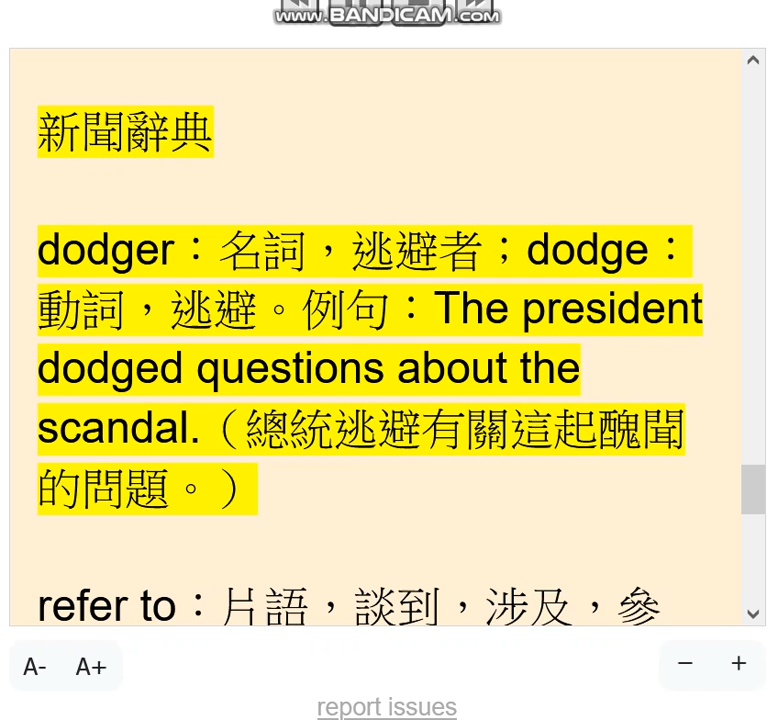 www.BANDICAM.com
新聞辭典
dodger：名詞，逃避者；dodge：
動詞，逃避。例句：The president
dodged questions about the
scandal.（總統逃避有關這起醜聞
的問題。）
refer to：片語，談到，涉及，參
A- A+ − +
report issues